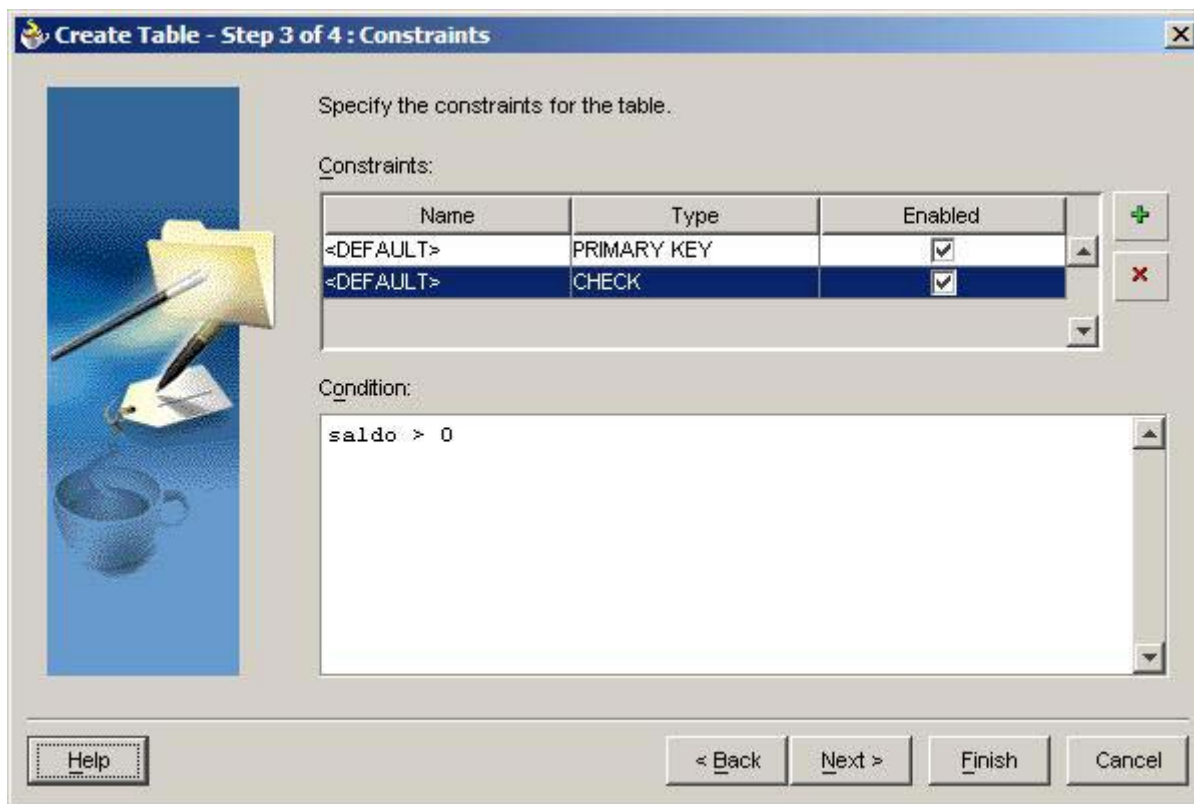 Create Table - Step 3 of 4 : Constraints
Specify the constraints for the table.
Constraints:
Name Type Enabled
<DEFAULT> PRIMARY KEY
<DEFAULT> CHECK
Condition:
saldo > 0
Help < Back Next > Finish Cancel